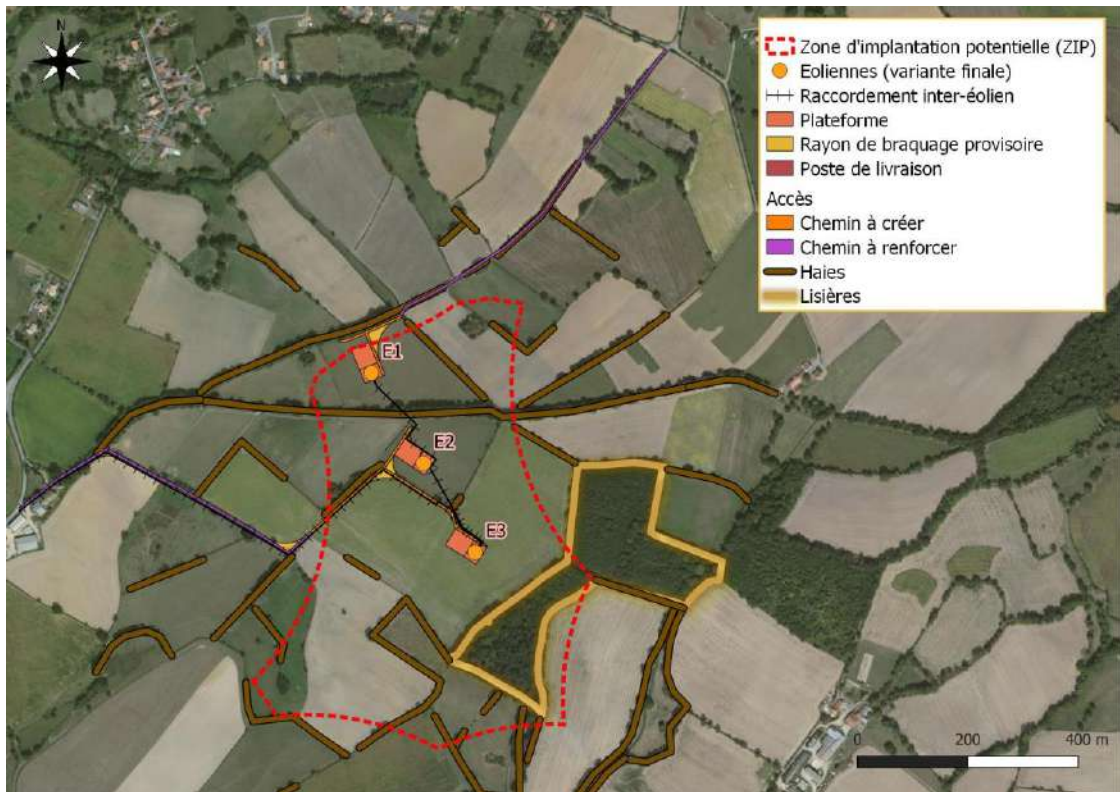 N
Zone d'implantation potentielle (ZIP)
Eoliennes (variante finale)
Raccordement inter-éolien
Plateforme
Rayon de braquage provisoire
Poste de livraison
Accès
Chemin à créer
Chemin à renforcer
Haies
Lisières
E1
E2
E3
0 200 400 m